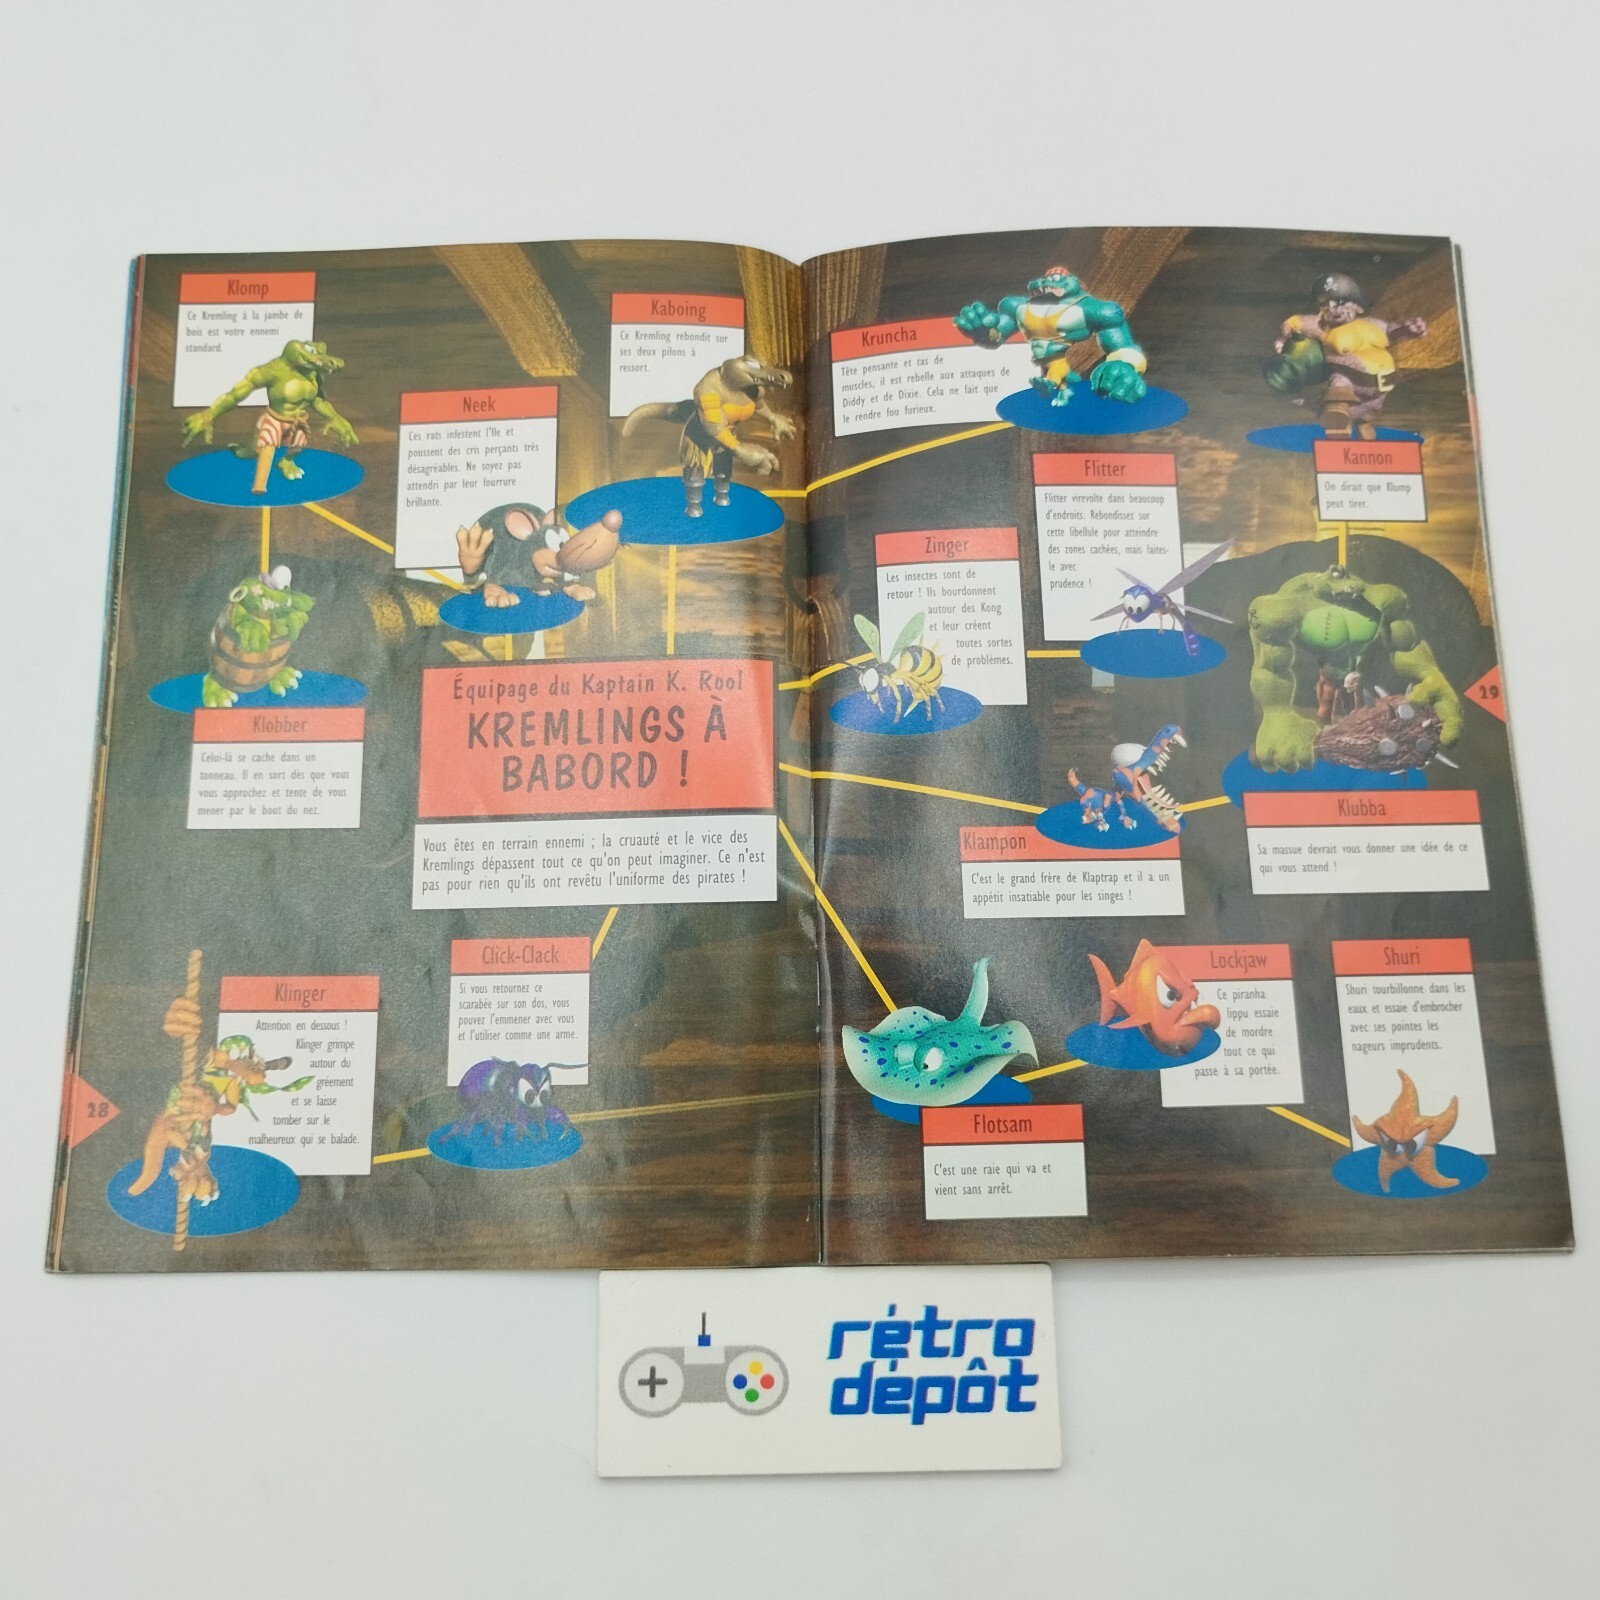 Klomp
Ce Kremling à la jambe de
bois est votre ennemi
standard.
Neek
Ces rats infestent l'île et
poussent des cris perçants très
désagréables. Ne soyez pas
attendri par leur fourrure
brillante.
Kaboing
Ce Kremling rebondit sur
ses deux pilons à
ressort.
Klobber
Celui-là se cache dans un
tonneau. Il en sort dès que vous
vous approchez et tente de vous
mener par le bout du nez.
Équipage du Kaptain K. Rool
KREMLINGS À
BABORD !
Vous êtes en terrain ennemi ; la cruauté et le vice des
Kremlings dépassent tout ce qu'on peut imaginer. Ce n'est
pas pour rien qu'ils ont revêtu l'uniforme des pirates !
Klinger
Attention en dessous !
Klinger grimpe
autour du
gréement
et se laisse
tomber sur le
malheureux qui se balade.
Click-Clack
Si vous retournez ce
scarabée sur son dos, vous
pouvez l'emmener avec vous
et l'utiliser comme une arme.
28
Kruncha
Tête pensante et tas de
muscles, il est rebelle aux attaques de
Diddy et de Dixie. Cela ne fait que
le rendre fou furieux.
Kannon
On dirait que Klump
peut tirer.
Flitter
Flitter virevolte dans beaucoup
d'endroits. Rebondissez sur
cette libellule pour atteindre
des zones cachées, mais faites-
le avec
prudence !
Zinger
Les insectes sont de
retour ! Ils bourdonnent
autour des Kong
et leur créent
toutes sortes
de problèmes.
29
Klampon
C'est le grand frère de Klaptrap et il a un
appétit insatiable pour les singes !
Klubba
Sa massue devrait vous donner une idée de ce
qui vous attend !
Flotsam
C'est une raie qui va et
vient sans arrêt.
Lockjaw
Ce piranha
lippu essaie
de mordre
tout ce qui
passe à sa portée.
Shuri
Shuri tourbillonne dans les
eaux et essaie d'embrocher
avec ses pointes les
nageurs imprudents.
rétro
dépôt